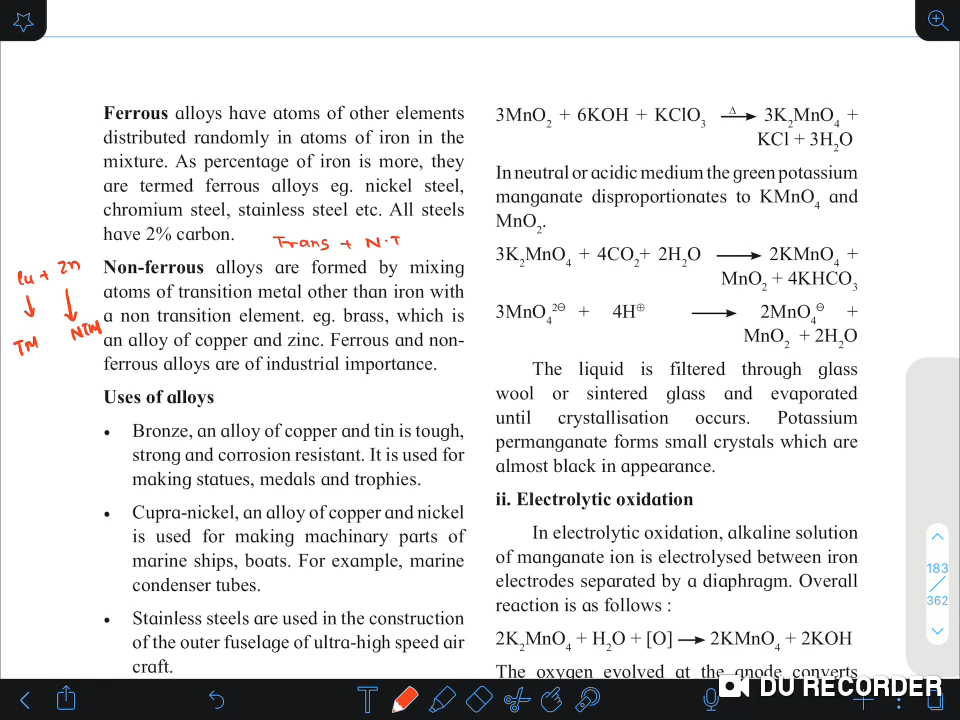 Ferrous alloys have atoms of other elements
distributed randomly in atoms of iron in the
mixture. As percentage of iron is more, they
are termed ferrous alloys eg. nickel steel,
chromium steel, stainless steel etc. All steels
have 2% carbon.
Trans + N.T
Cu + Zn
TM NTM
Non-ferrous alloys are formed by mixing
atoms of transition metal other than iron with
a non transition element. eg. brass, which is
an alloy of copper and zinc. Ferrous and non-
ferrous alloys are of industrial importance.
Uses of alloys
• Bronze, an alloy of copper and tin is tough,
strong and corrosion resistant. It is used for
making statues, medals and trophies.
• Cupra-nickel, an alloy of copper and nickel
is used for making machinary parts of
marine ships, boats. For example, marine
condenser tubes.
• Stainless steels are used in the construction
of the outer fuselage of ultra-high speed air
craft.
3MnO₂ + 6KOH + KClO₃ —Δ→ 3K₂MnO₄ +
KCl + 3H₂O
In neutral or acidic medium the green potassium
manganate disproportionates to KMnO₄ and
MnO₂.
3K₂MnO₄ + 4CO₂+ 2H₂O ⟶ 2KMnO₄ +
MnO₂ + 4KHCO₃
3MnO₄²⊖ + 4H⊕ ⟶ 2MnO₄⊖ +
MnO₂ + 2H₂O
The liquid is filtered through glass
wool or sintered glass and evaporated
until crystallisation occurs. Potassium
permanganate forms small crystals which are
almost black in appearance.
ii. Electrolytic oxidation
In electrolytic oxidation, alkaline solution
of manganate ion is electrolysed between iron
electrodes separated by a diaphragm. Overall
reaction is as follows :
2K₂MnO₄ + H₂O + [O] ⟶ 2KMnO₄ + 2KOH
The oxygen evolved at the anode converts
183
362
T
DU RECORDER